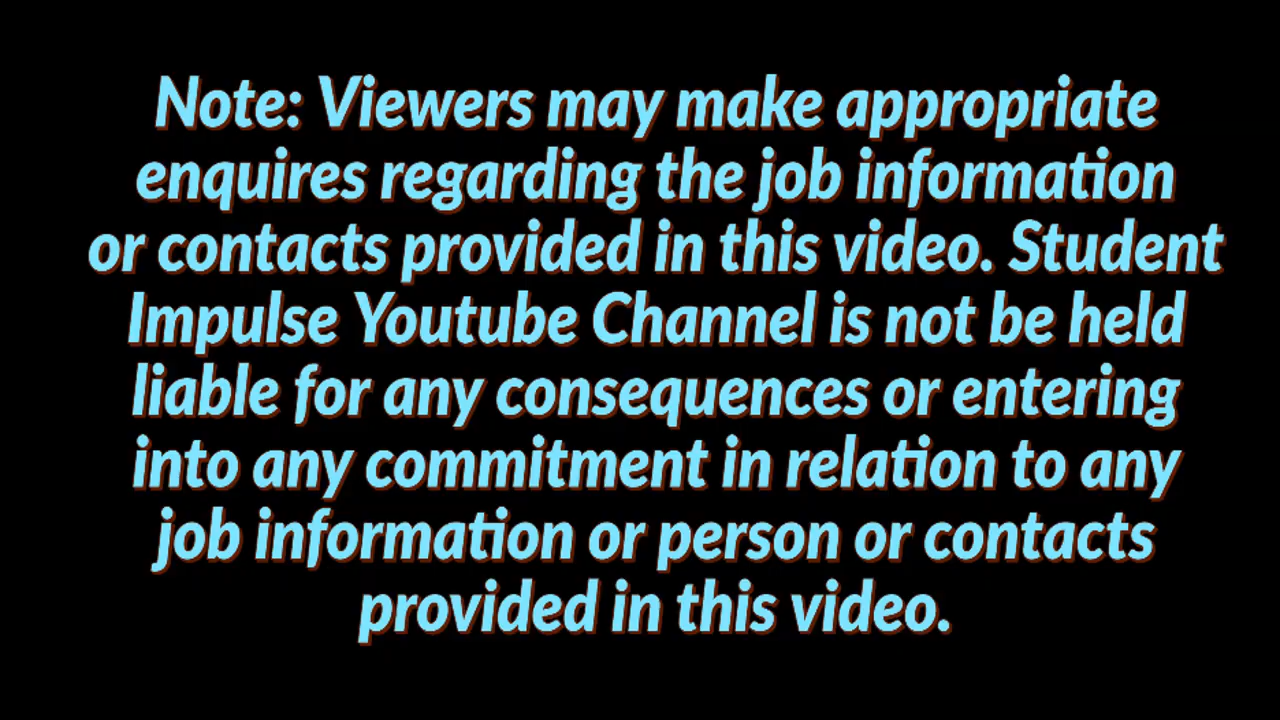 Note: Viewers may make appropriate
enquires regarding the job information
or contacts provided in this video. Student
Impulse Youtube Channel is not be held
liable for any consequences or entering
into any commitment in relation to any
job information or person or contacts
provided in this video.